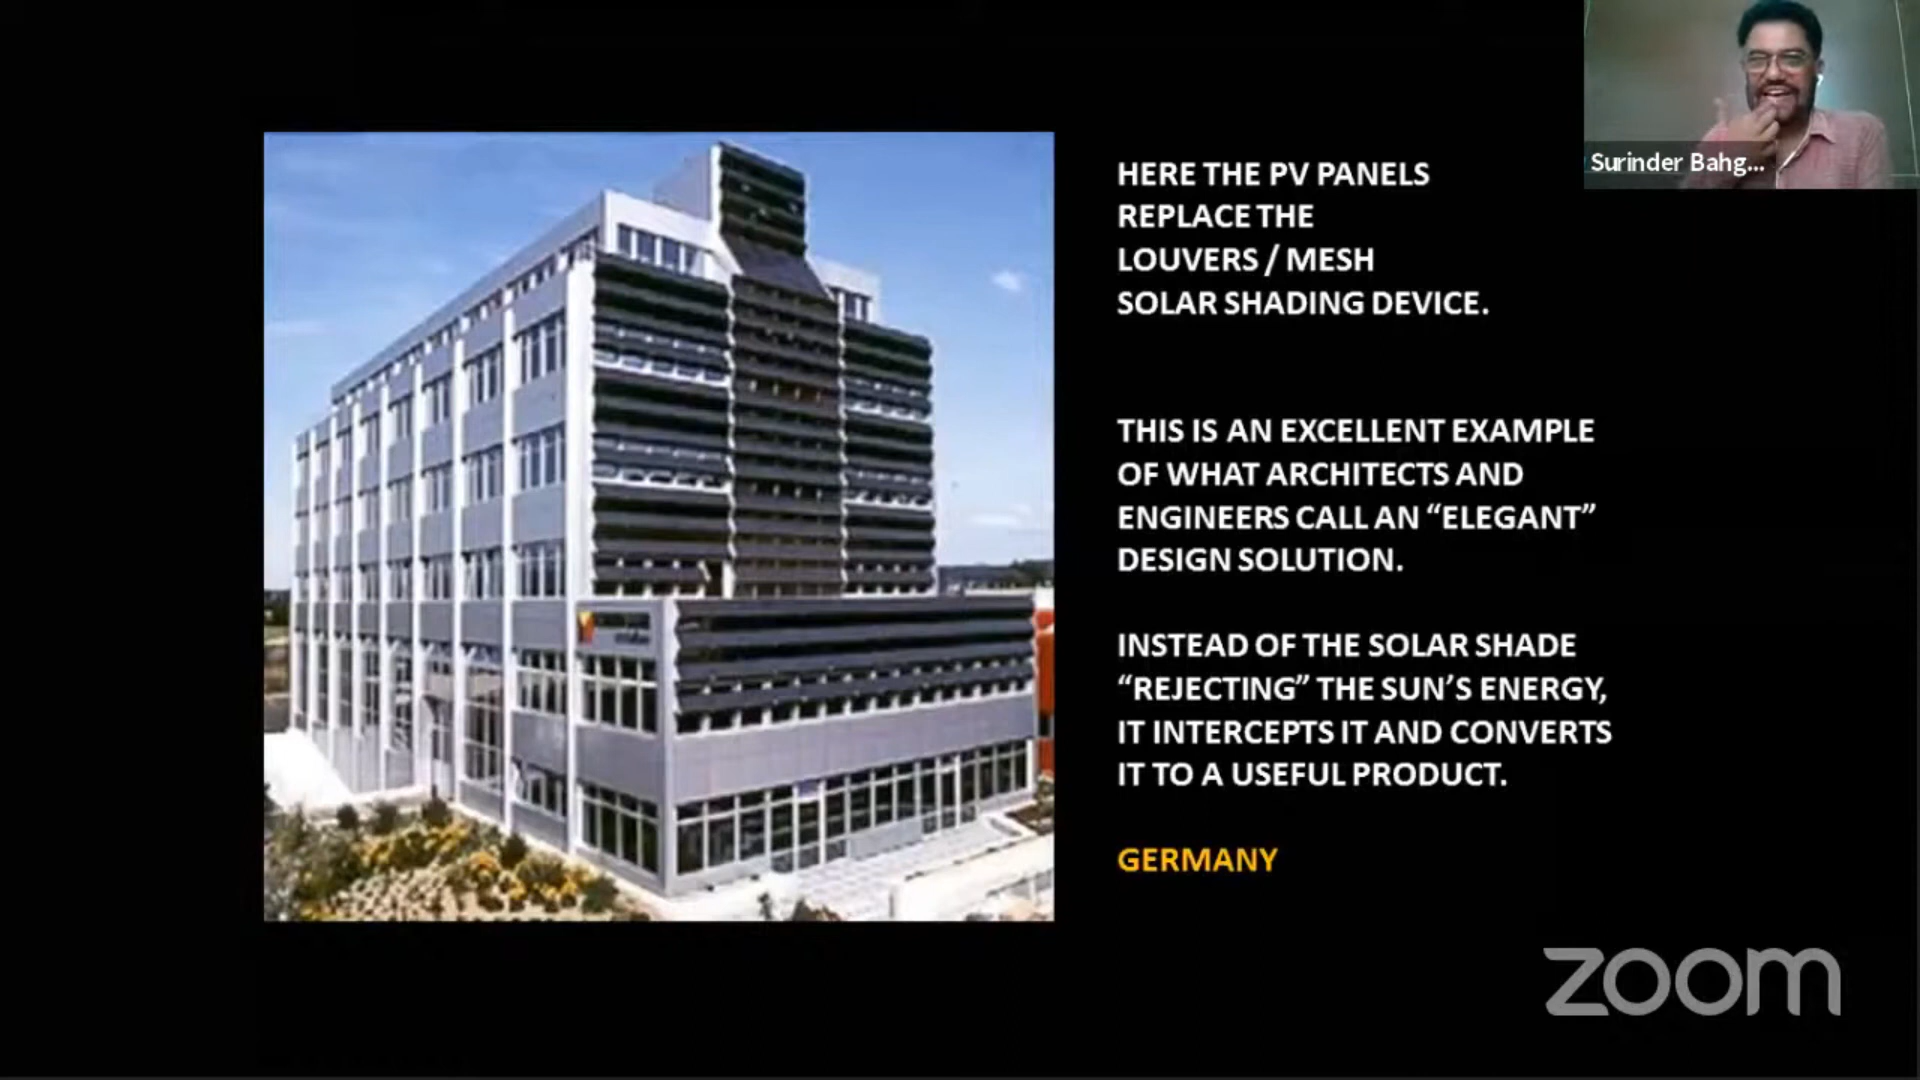 HERE THE PV PANELS
REPLACE THE
LOUVERS / MESH
SOLAR SHADING DEVICE.
THIS IS AN EXCELLENT EXAMPLE
OF WHAT ARCHITECTS AND
ENGINEERS CALL AN “ELEGANT”
DESIGN SOLUTION.
INSTEAD OF THE SOLAR SHADE
“REJECTING” THE SUN’S ENERGY,
IT INTERCEPTS IT AND CONVERTS
IT TO A USEFUL PRODUCT.
GERMANY
Surinder Bahg...
zoom